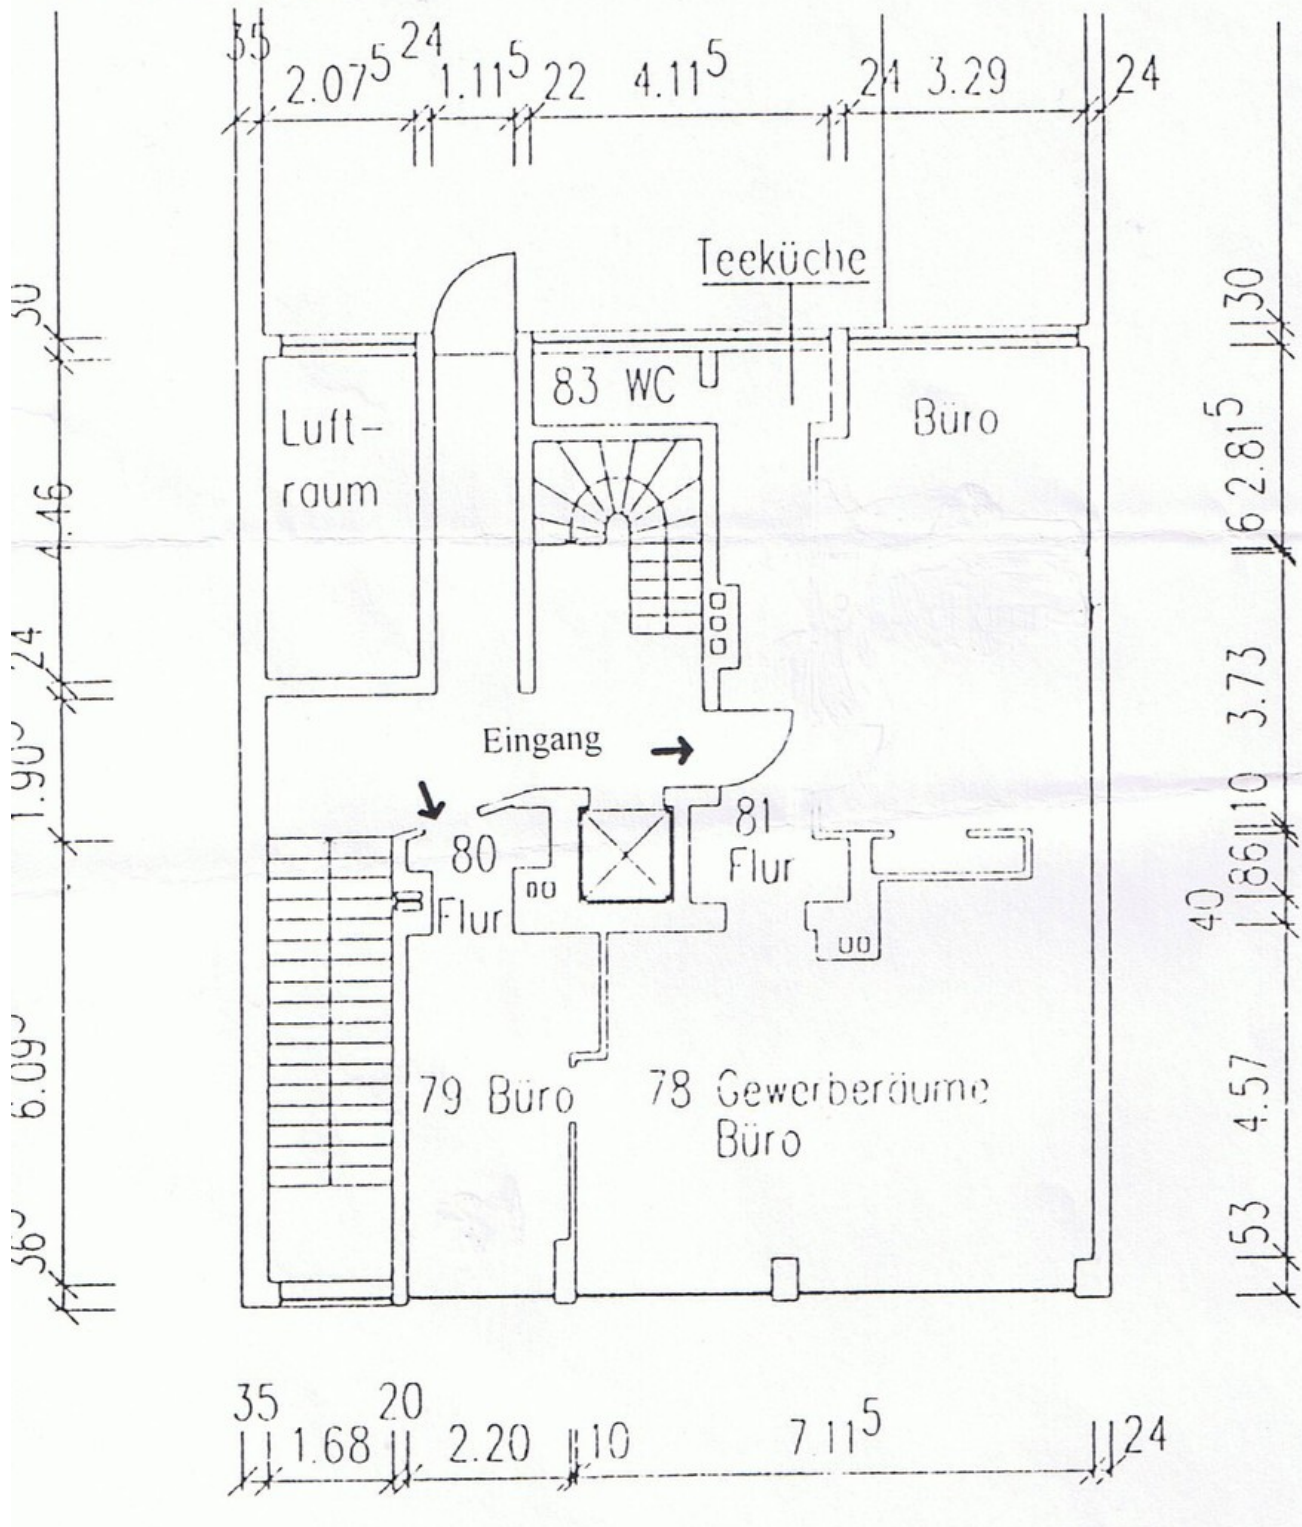 35 2.07⁵ 24 1.11⁵ 22 4.11⁵ 24 3.29 24
Teeküche
30
83 WC
Büro
Luft-
raum
2.81⁵
4.46
6
24
3.73
Eingang
1.90⁵
10
81
Flur
80
Flur
86
40
6.09⁵
4.57
79 Büro
78 Gewerberäume
Büro
53
36⁵
35 1.68 20 2.20 10 7.11⁵ 24